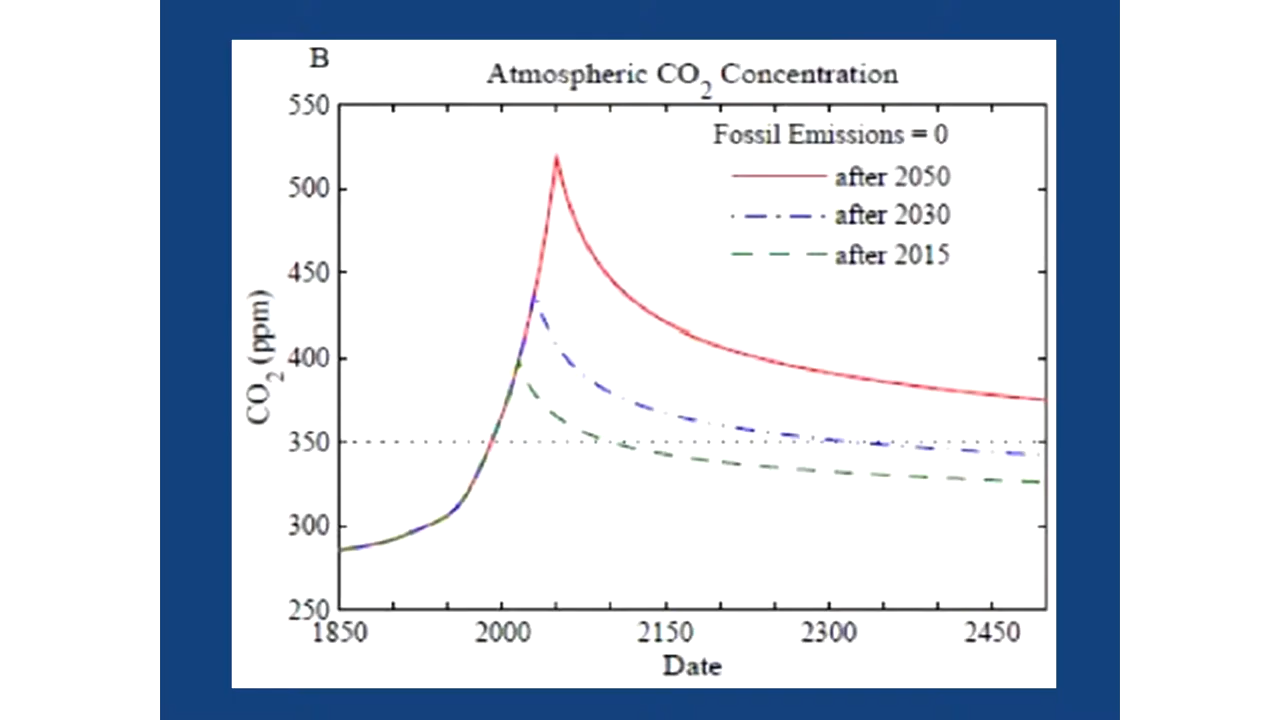 B
Atmospheric CO2 Concentration
550
500
450
400
350
300
250
CO2 (ppm)
Fossil Emissions = 0
after 2050
after 2030
after 2015
1850 2000 2150 2300 2450
Date